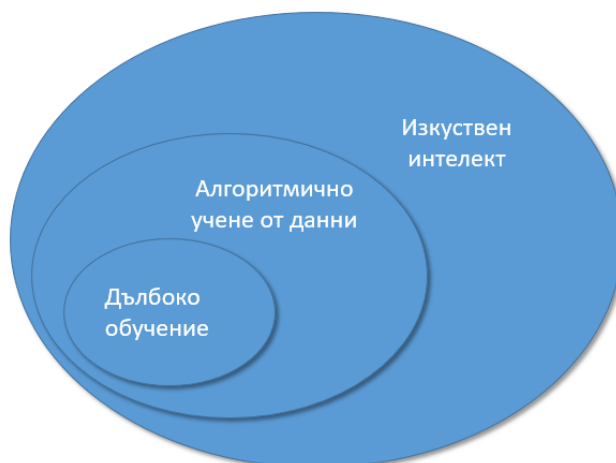 Изкуствен
интелект
Алгоритмично
учене от данни
Дълбоко
обучение